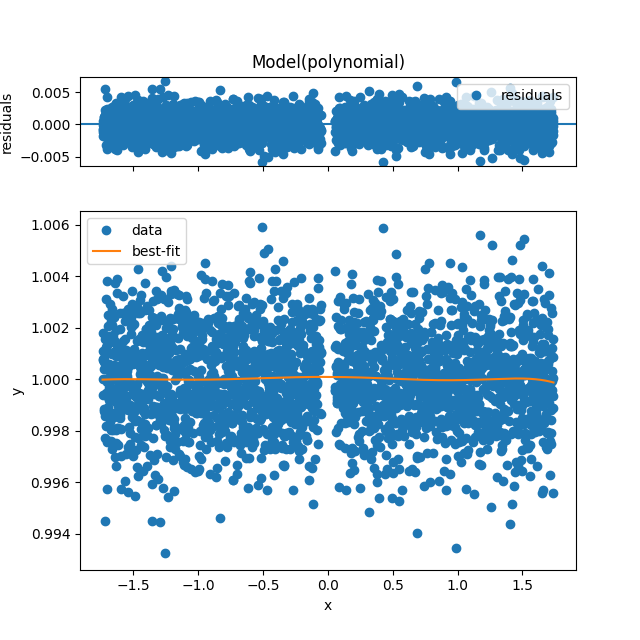 Model(polynomial)
residuals
0.005
0.000
−0.005
residuals
y
1.006
1.004
1.002
1.000
0.998
0.996
0.994
data
best-fit
−1.5
−1.0
−0.5
0.0
0.5
1.0
1.5
x